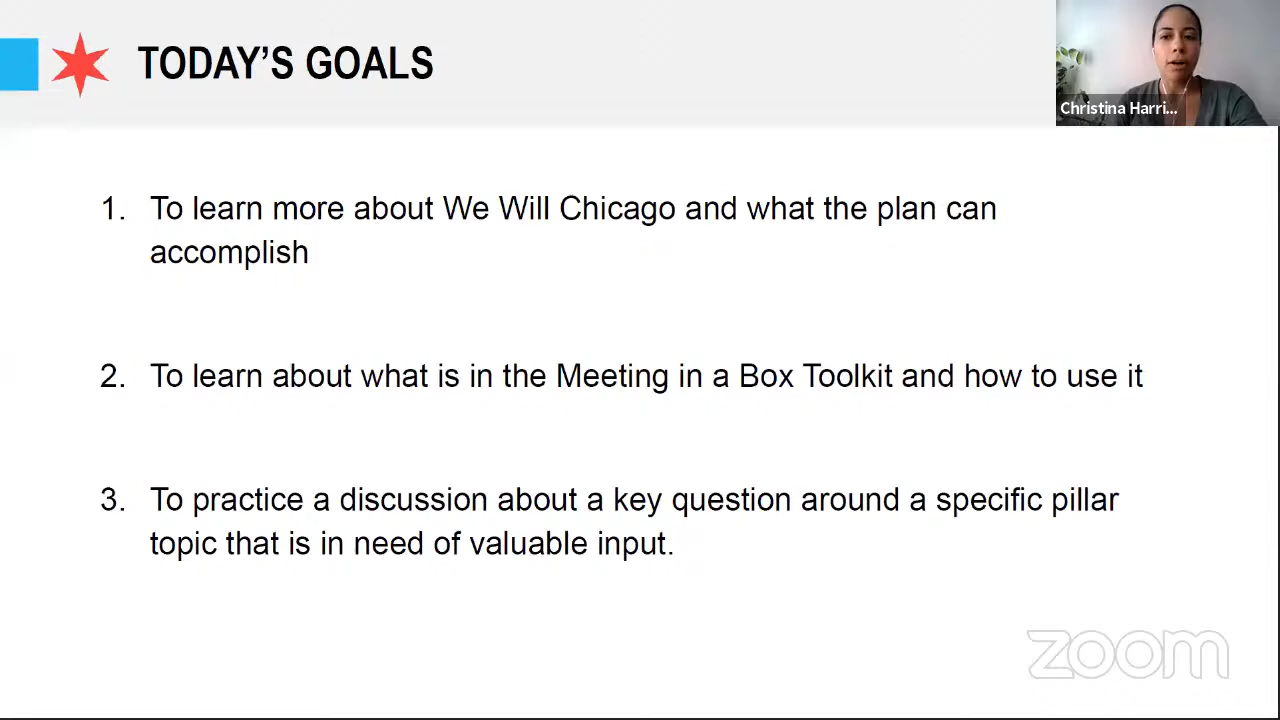 TODAY'S GOALS
Christina Harri...
1. To learn more about We Will Chicago and what the plan can
accomplish
2. To learn about what is in the Meeting in a Box Toolkit and how to use it
3. To practice a discussion about a key question around a specific pillar
topic that is in need of valuable input.
zoom